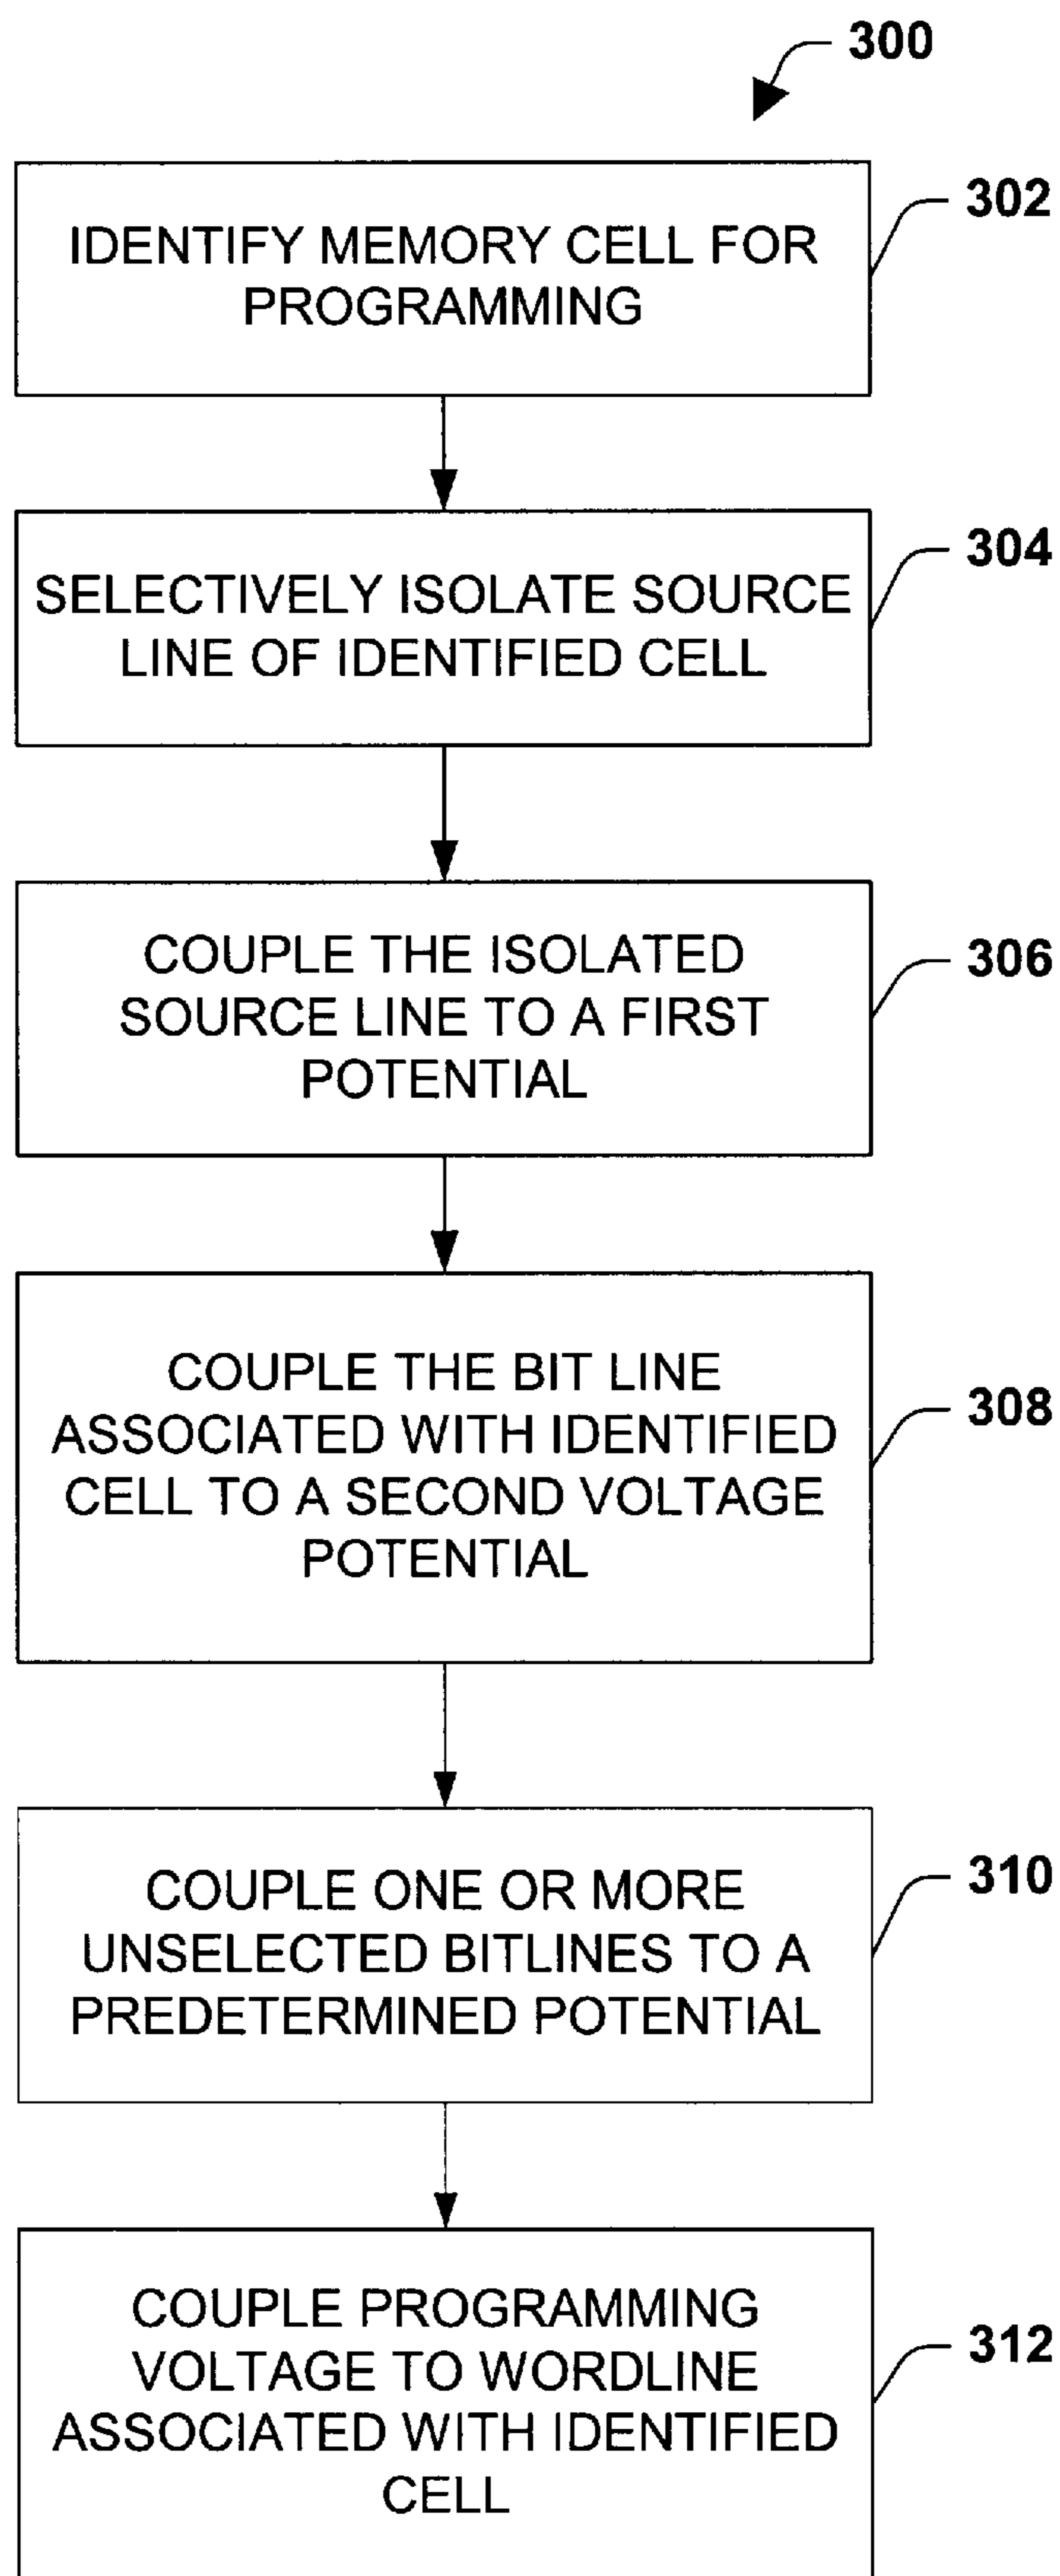 300
302
IDENTIFY MEMORY CELL FOR
PROGRAMMING
304
SELECTIVELY ISOLATE SOURCE
LINE OF IDENTIFIED CELL
306
COUPLE THE ISOLATED
SOURCE LINE TO A FIRST
POTENTIAL
308
COUPLE THE BIT LINE
ASSOCIATED WITH IDENTIFIED
CELL TO A SECOND VOLTAGE
POTENTIAL
310
COUPLE ONE OR MORE
UNSELECTED BITLINES TO A
PREDETERMINED POTENTIAL
312
COUPLE PROGRAMMING
VOLTAGE TO WORDLINE
ASSOCIATED WITH IDENTIFIED
CELL